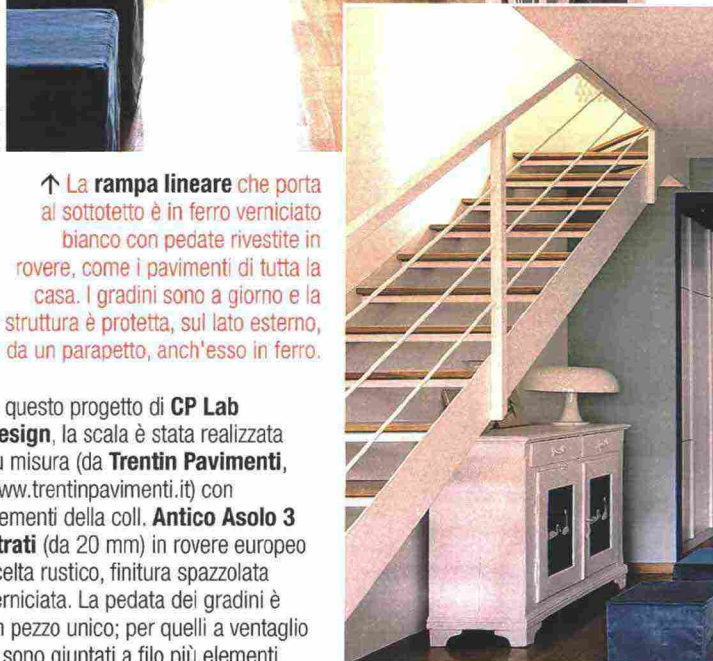 ↑ La rampa lineare che porta
al sottotetto è in ferro verniciato
bianco con pedate rivestite in
rovere, come i pavimenti di tutta la
casa. I gradini sono a giorno e la
struttura è protetta, sul lato esterno,
da un parapetto, anch'esso in ferro.
questo progetto di CP Lab
esign, la scala è stata realizzata
u misura (da Trentin Pavimenti,
ww.trentinpavimenti.it) con
ementi della coll. Antico Asolo 3
trati (da 20 mm) in rovere europeo
celta rustico, finitura spazzolata
erniciata. La pedata dei gradini è
n pezzo unico; per quelli a ventaglio
sono giuntati a filo più elementi